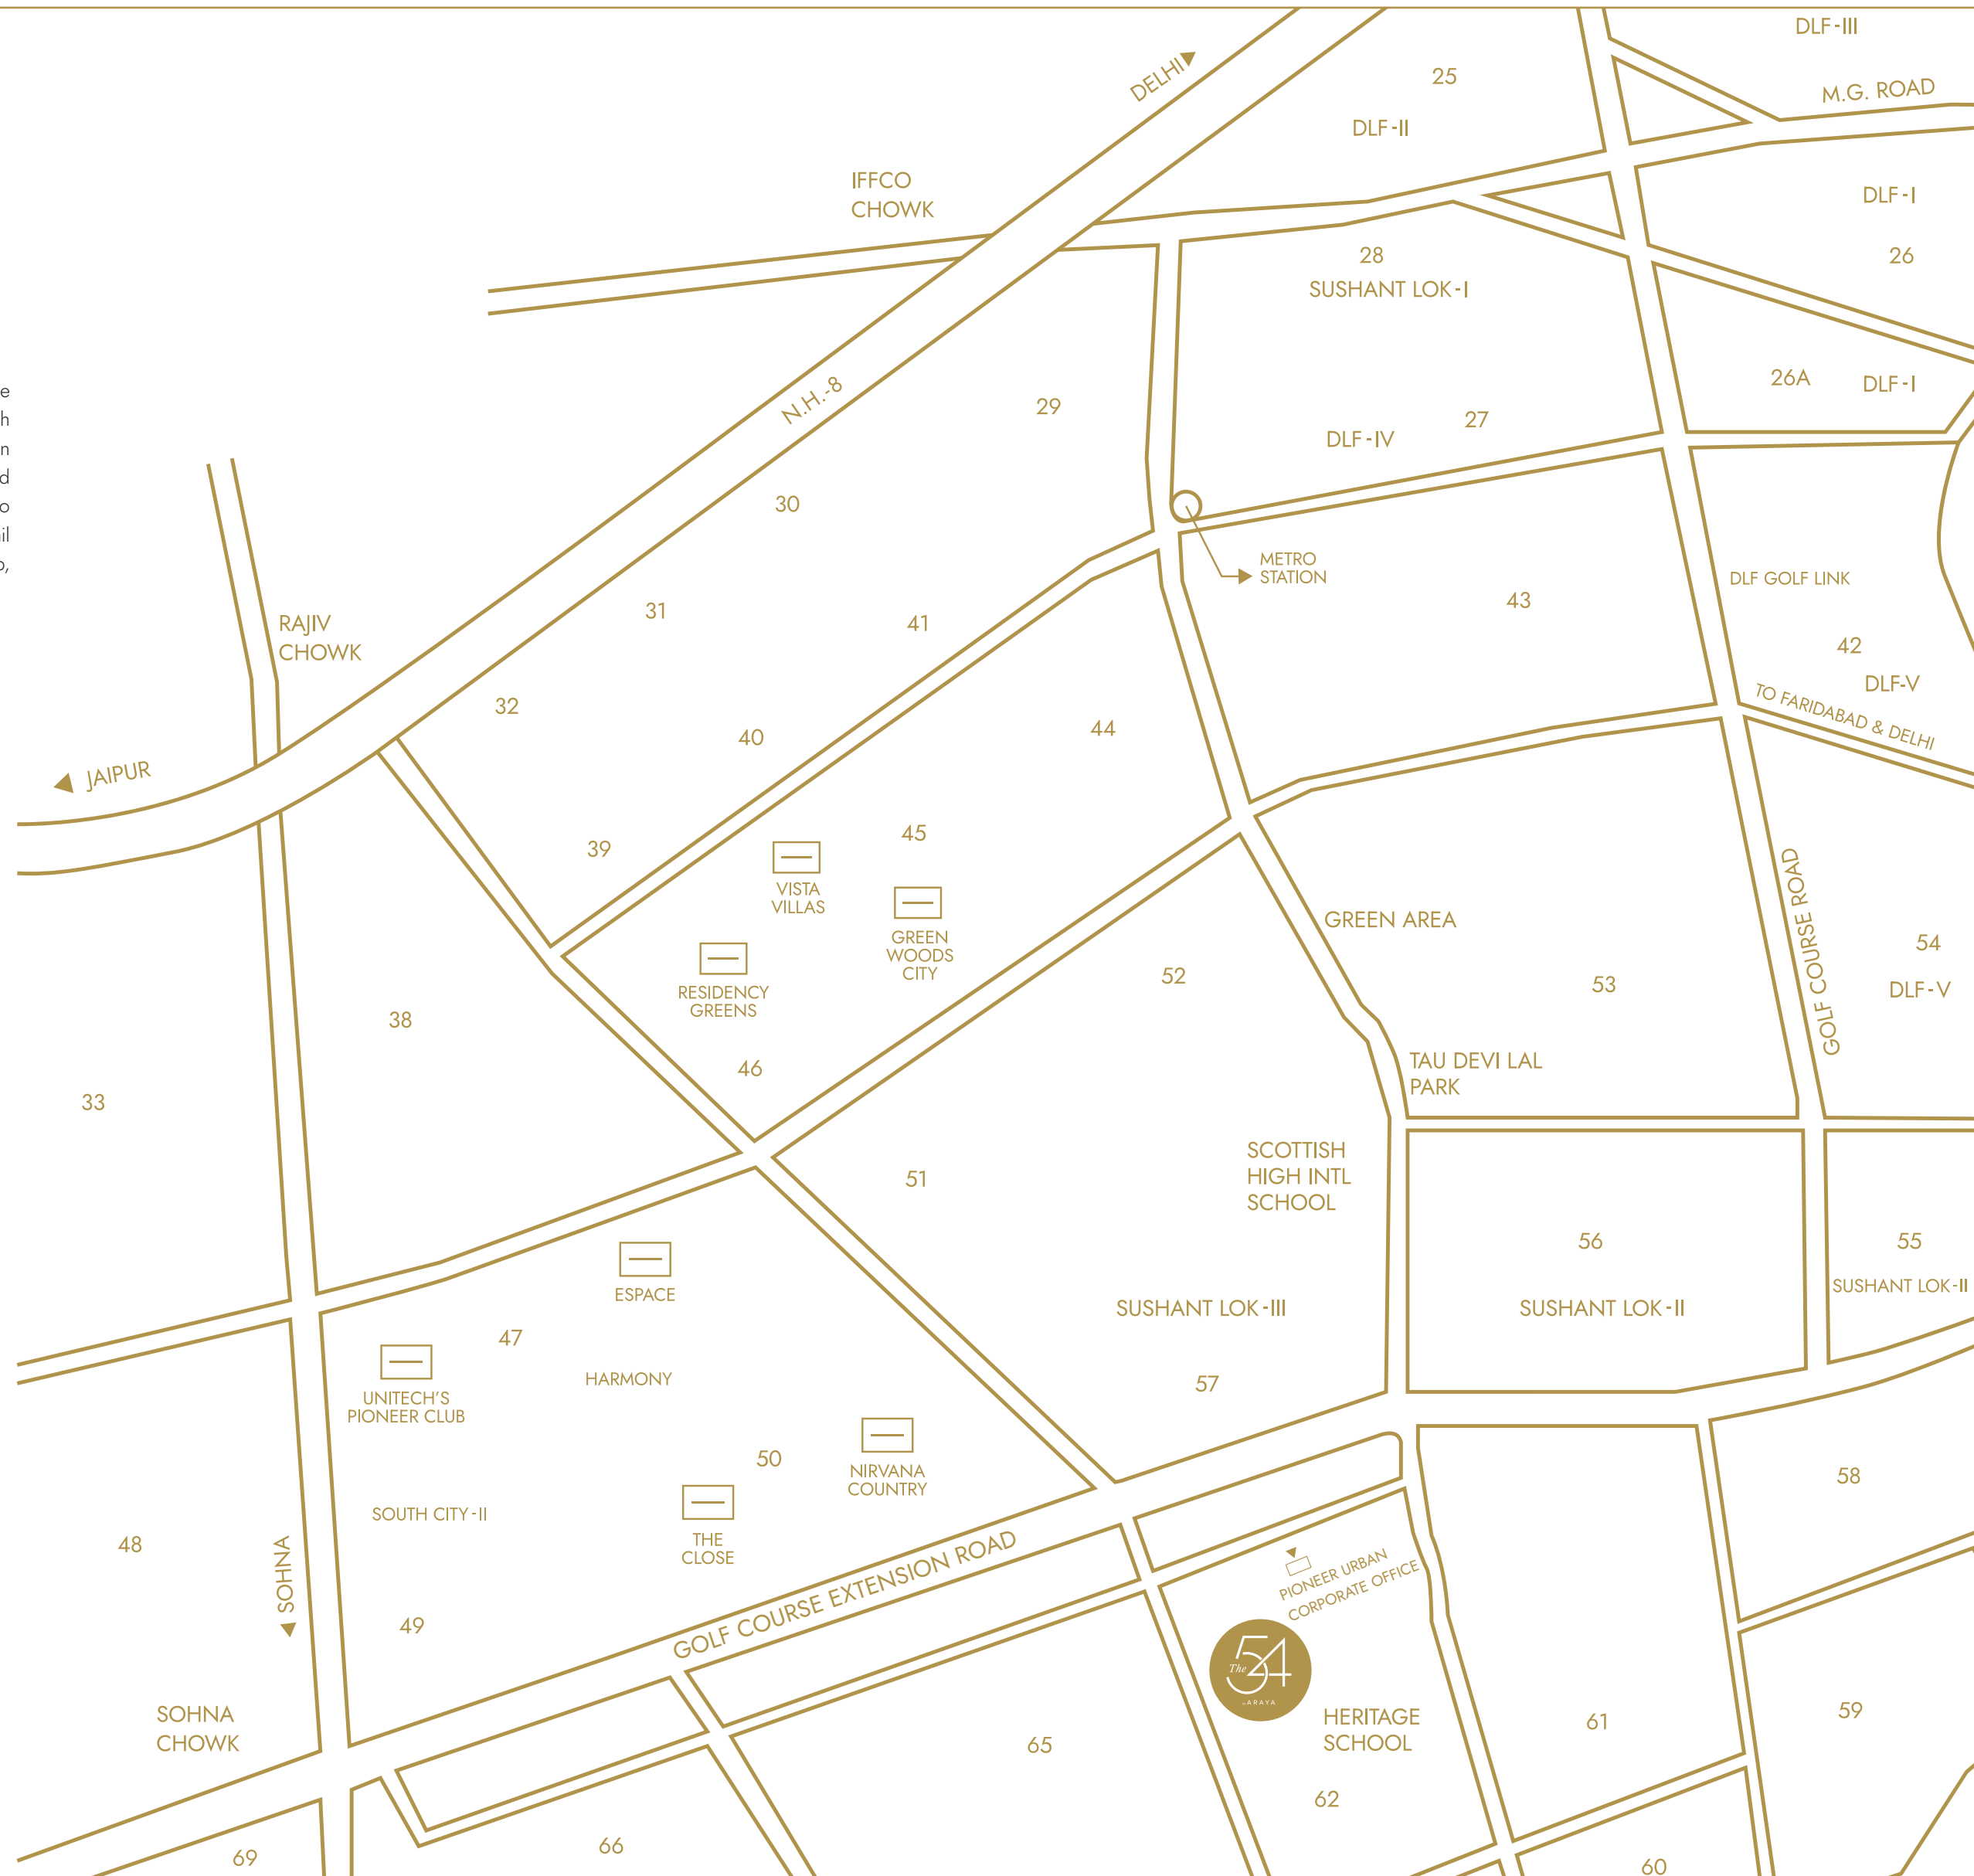 DLF-III
DELHI
25
M.G. ROAD
DLF-II
IFFCO
CHOWK
DLF-I
28
26
SUSHANT LOK-I
26A
DLF-I
N.H.-8
29
27
DLF-IV
e
h
n
d
o
il
o,
30
METRO
STATION
DLF GOLF LINK
43
31
41
RAJIV
CHOWK
42
DLF-V
32
TO FARIDABAD & DELHI
44
40
JAIPUR
45
39
VISTA
VILLAS
GOLF COURSE ROAD
GREEN AREA
GREEN
WOODS
CITY
54
52
53
DLF-V
RESIDENCY
GREENS
38
46
TAU DEVI LAL
PARK
33
SCOTTISH
HIGH INTL
SCHOOL
51
56
55
ESPACE
SUSHANT LOK-II
SUSHANT LOK-III
SUSHANT LOK-II
47
HARMONY
57
UNITECH'S
PIONEER CLUB
50
NIRVANA
COUNTRY
58
SOUTH CITY-II
THE
CLOSE
48
SOHNA
GOLF COURSE EXTENSION ROAD
PIONEER URBAN
CORPORATE OFFICE
49
The
54
ARAYA
SOHNA
CHOWK
HERITAGE
SCHOOL
61
59
65
62
66
69
60